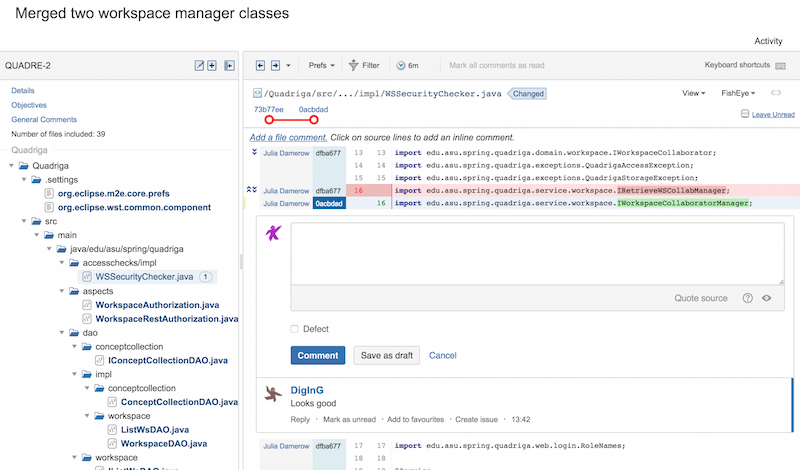 Merged two workspace manager classes
Activity
QUADRE-2
Details
Objectives
General Comments
Number of files included: 39
Quadriga
Quadriga
.settings
org.eclipse.m2e.core.prefs
org.eclipse.wst.common.component
src
main
java/edu/asu/spring/quadriga
accesschecks/impl
WSSecurityChecker.java 1
aspects
WorkspaceAuthorization.java
WorkspaceRestAuthorization.java
dao
conceptcollection
IConceptCollectionDAO.java
impl
conceptcollection
ConceptCollectionDAO.java
workspace
ListWsDAO.java
WorkspaceDAO.java
workspace
IListWsDAO.java
Prefs Filter 6m Mark all comments as read Keyboard shortcuts
/Quadriga/src/.../impl/WSSecurityChecker.java Changed View FishEye
73b77ee 0acbdad
Leave Unread
Add a file comment, Click on source lines to add an inline comment.
Julia Damerow dfba677 13 13 import edu.asu.spring.quadriga.domain.workspace.IWorkspaceCollaborator;
14 14 import edu.asu.spring.quadriga.exceptions.QuadrigaAccessException;
15 15 import edu.asu.spring.quadriga.exceptions.QuadrigaStorageException;
Julia Damerow dfba677 16 import edu.asu.spring.quadriga.service.workspace.IRetrieveWSCollabManager;
Julia Damerow 0acbdad 16 import edu.asu.spring.quadriga.service.workspace.IWorkspaceCollaboratorManager;
Quote source
Defect
Comment Save as draft Cancel
DigInG
Looks good
Reply · Mark as unread · Add to favourites · Create issue · 13:42
Julia Damerow dfba677 17 17 import edu.asu.spring.quadriga.web.login.RoleNames;
18 18